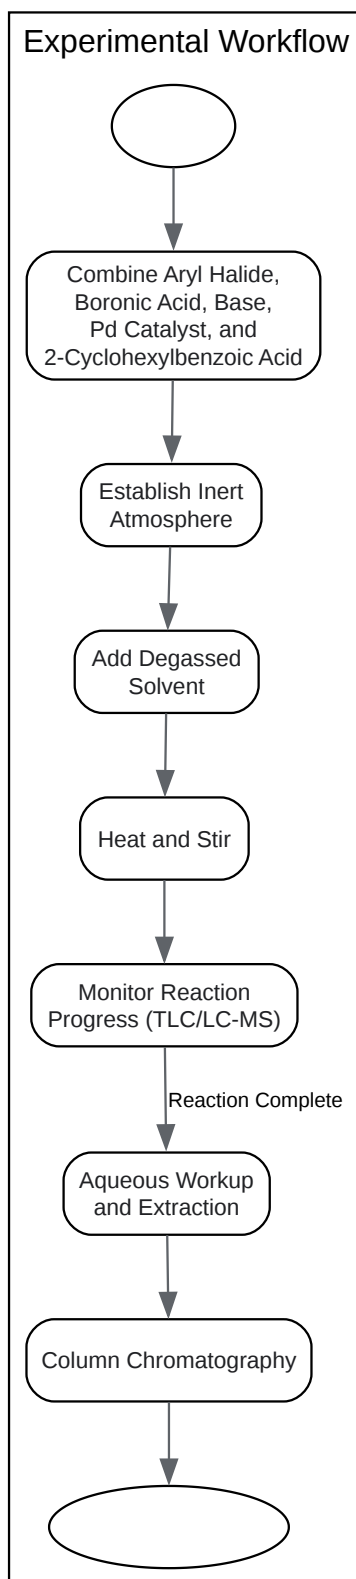 Experimental Workflow
Combine Aryl Halide,
Boronic Acid, Base,
Pd Catalyst, and
2-Cyclohexylbenzoic Acid
Establish Inert
Atmosphere
Add Degassed
Solvent
Heat and Stir
Monitor Reaction
Progress (TLC/LC-MS)
Reaction Complete
Aqueous Workup
and Extraction
Column Chromatography